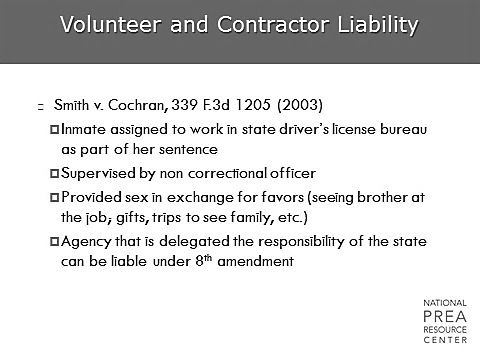 Volunteer and Contractor Liability
Smith v. Cochran, 339 F.3d 1205 (2003)
Inmate assigned to work in state driver's license bureau
as part of her sentence
Supervised by non correctional officer
Provided sex in exchange for favors (seeing brother at
the job; gifts, trips to see family, etc.)
Agency that is delegated the responsibility of the state
can be liable under 8th amendment
NATIONAL
PREA
RESOURCE
CENTER